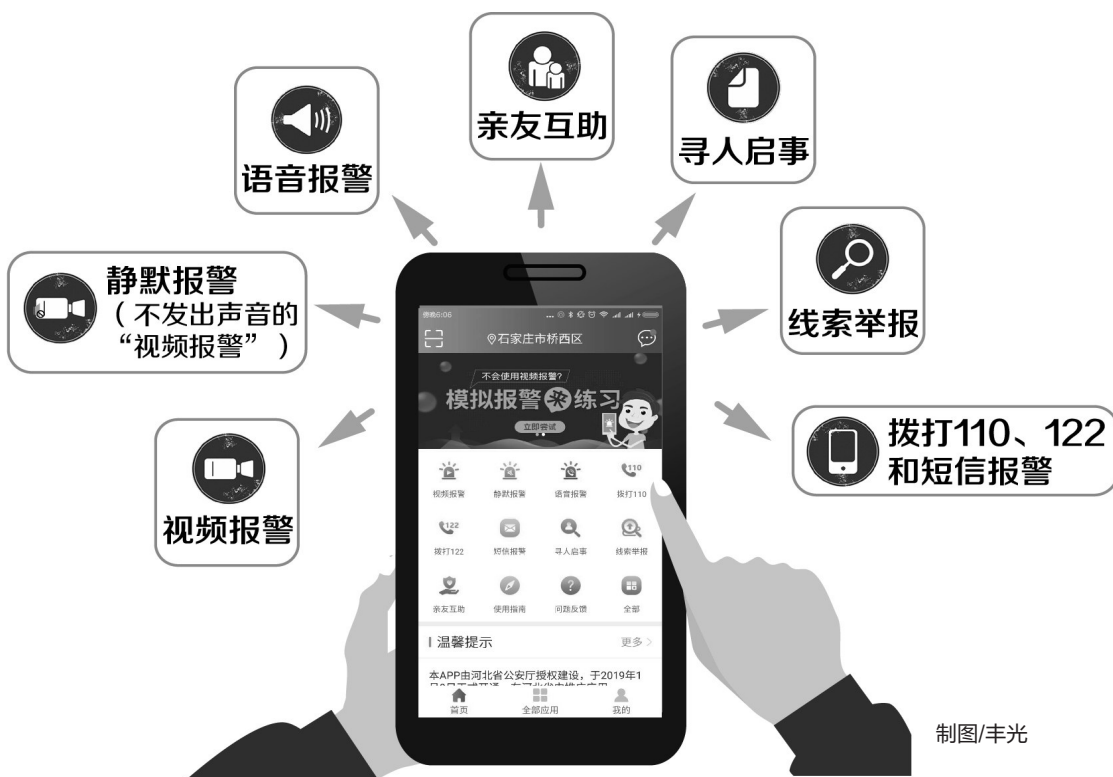 亲友互助
寻人启事
语音报警
静默报警
（不发出声音的
“视频报警”）
线索举报
拨打110、122
和短信报警
视频报警
傍晚6:06
石家庄市桥西区
不会使用视频报警?
模拟报警来练习
立即尝试
视频报警 静默报警 语音报警 拨打110
110
122
拨打122 短信报警 寻人启事 线索举报
亲友互助 使用指南 问题反馈 全部
温馨提示 更多
本APP由河北省公安厅授权建设，于2019年1
首页 全部应用 我的
制图/丰光